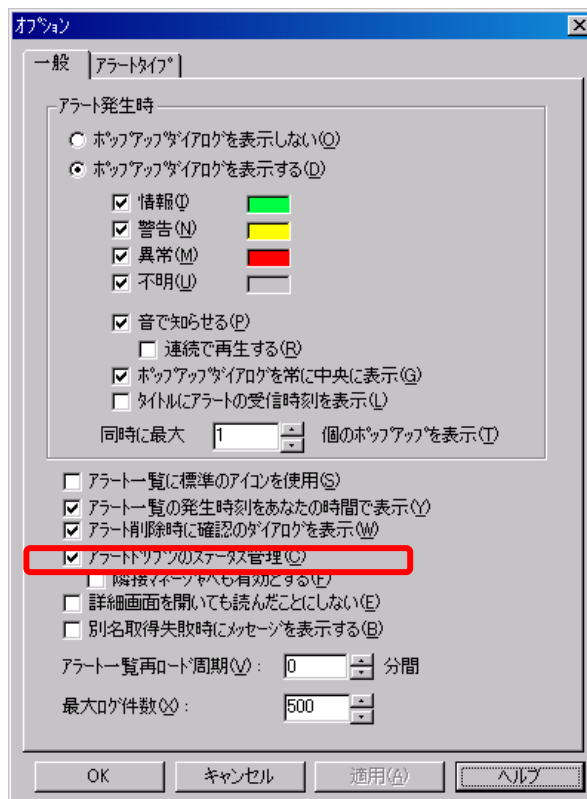 オプション
一般 アラートタイプ
アラート発生時
ポップアップダイアログを表示しない(O)
ポップアップダイアログを表示する(D)
情報(I)
警告(N)
異常(M)
不明(U)
音で知らせる(P)
連続で再生する(R)
ポップアップダイアログを常に中央に表示(G)
タイトルにアラートの受信時刻を表示(L)
同時に最大 1 個のポップアップを表示(T)
アラート一覧に標準のアイコンを使用(S)
アラート一覧の発生時刻をあなたの時間で表示(Y)
アラート削除時に確認のダイアログを表示(W)
アラートドリブンのステータス管理(C)
隣接マネージャへも有効とする(F)
詳細画面を開いても読んだことにしない(E)
別名取得失敗時にメッセージを表示する(B)
アラート一覧再ロード周期(V): 0 分間
最大ログ件数(X): 500
OK キャンセル 適用(A) ヘルプ